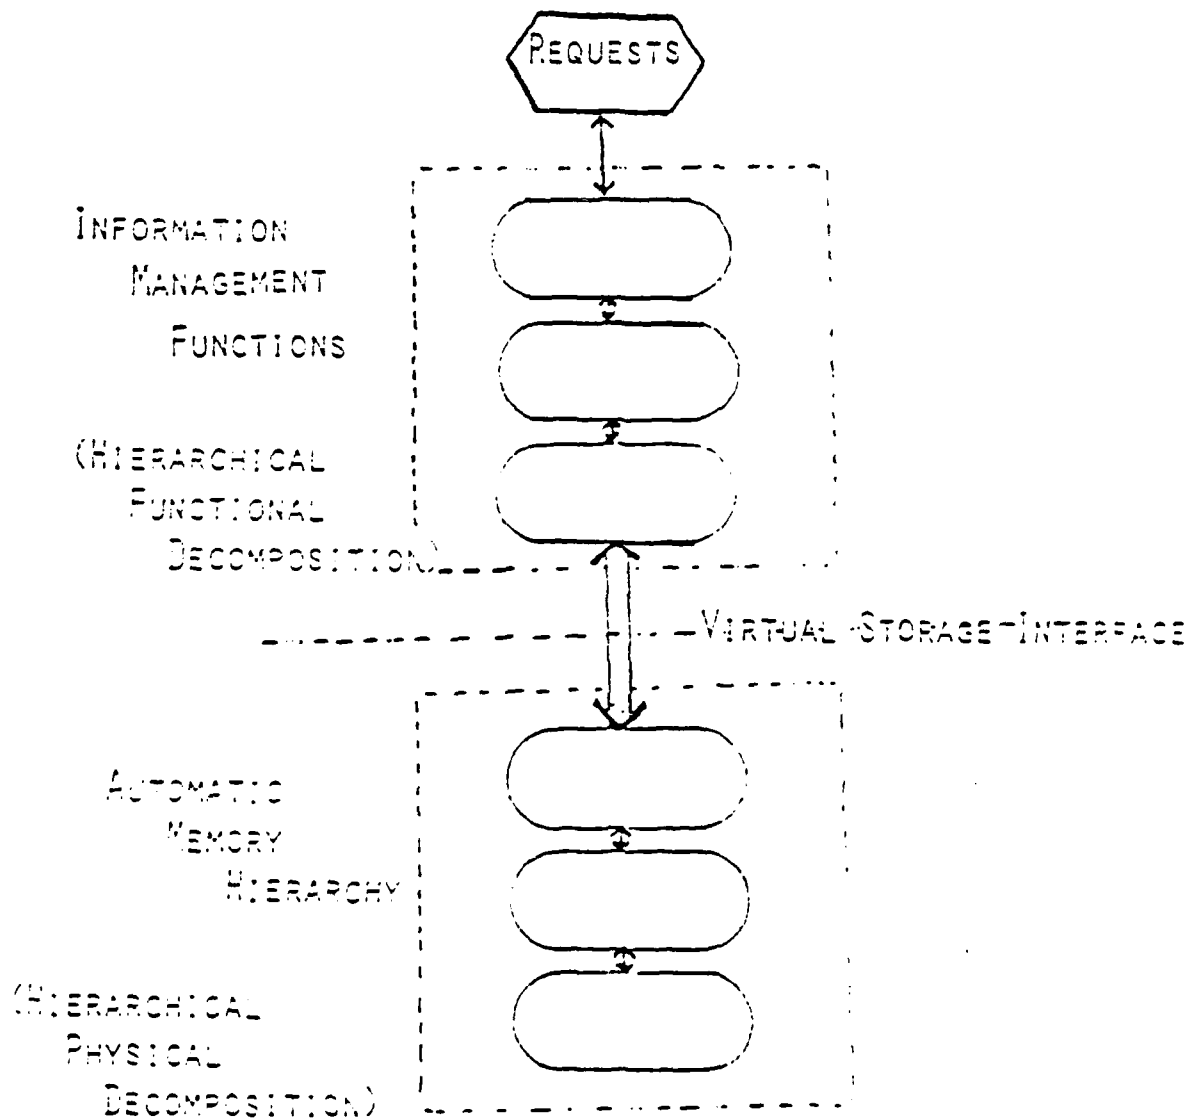 REQUESTS
INFORMATION
MANAGEMENT
FUNCTIONS
(HIERARCHICAL
FUNCTIONAL
DECOMPOSITION)
VIRTUAL STORAGE INTERFACE
AUTOMATIC
MEMORY
HIERARCHY
(HIERARCHICAL
PHYSICAL
DECOMPOSITION)